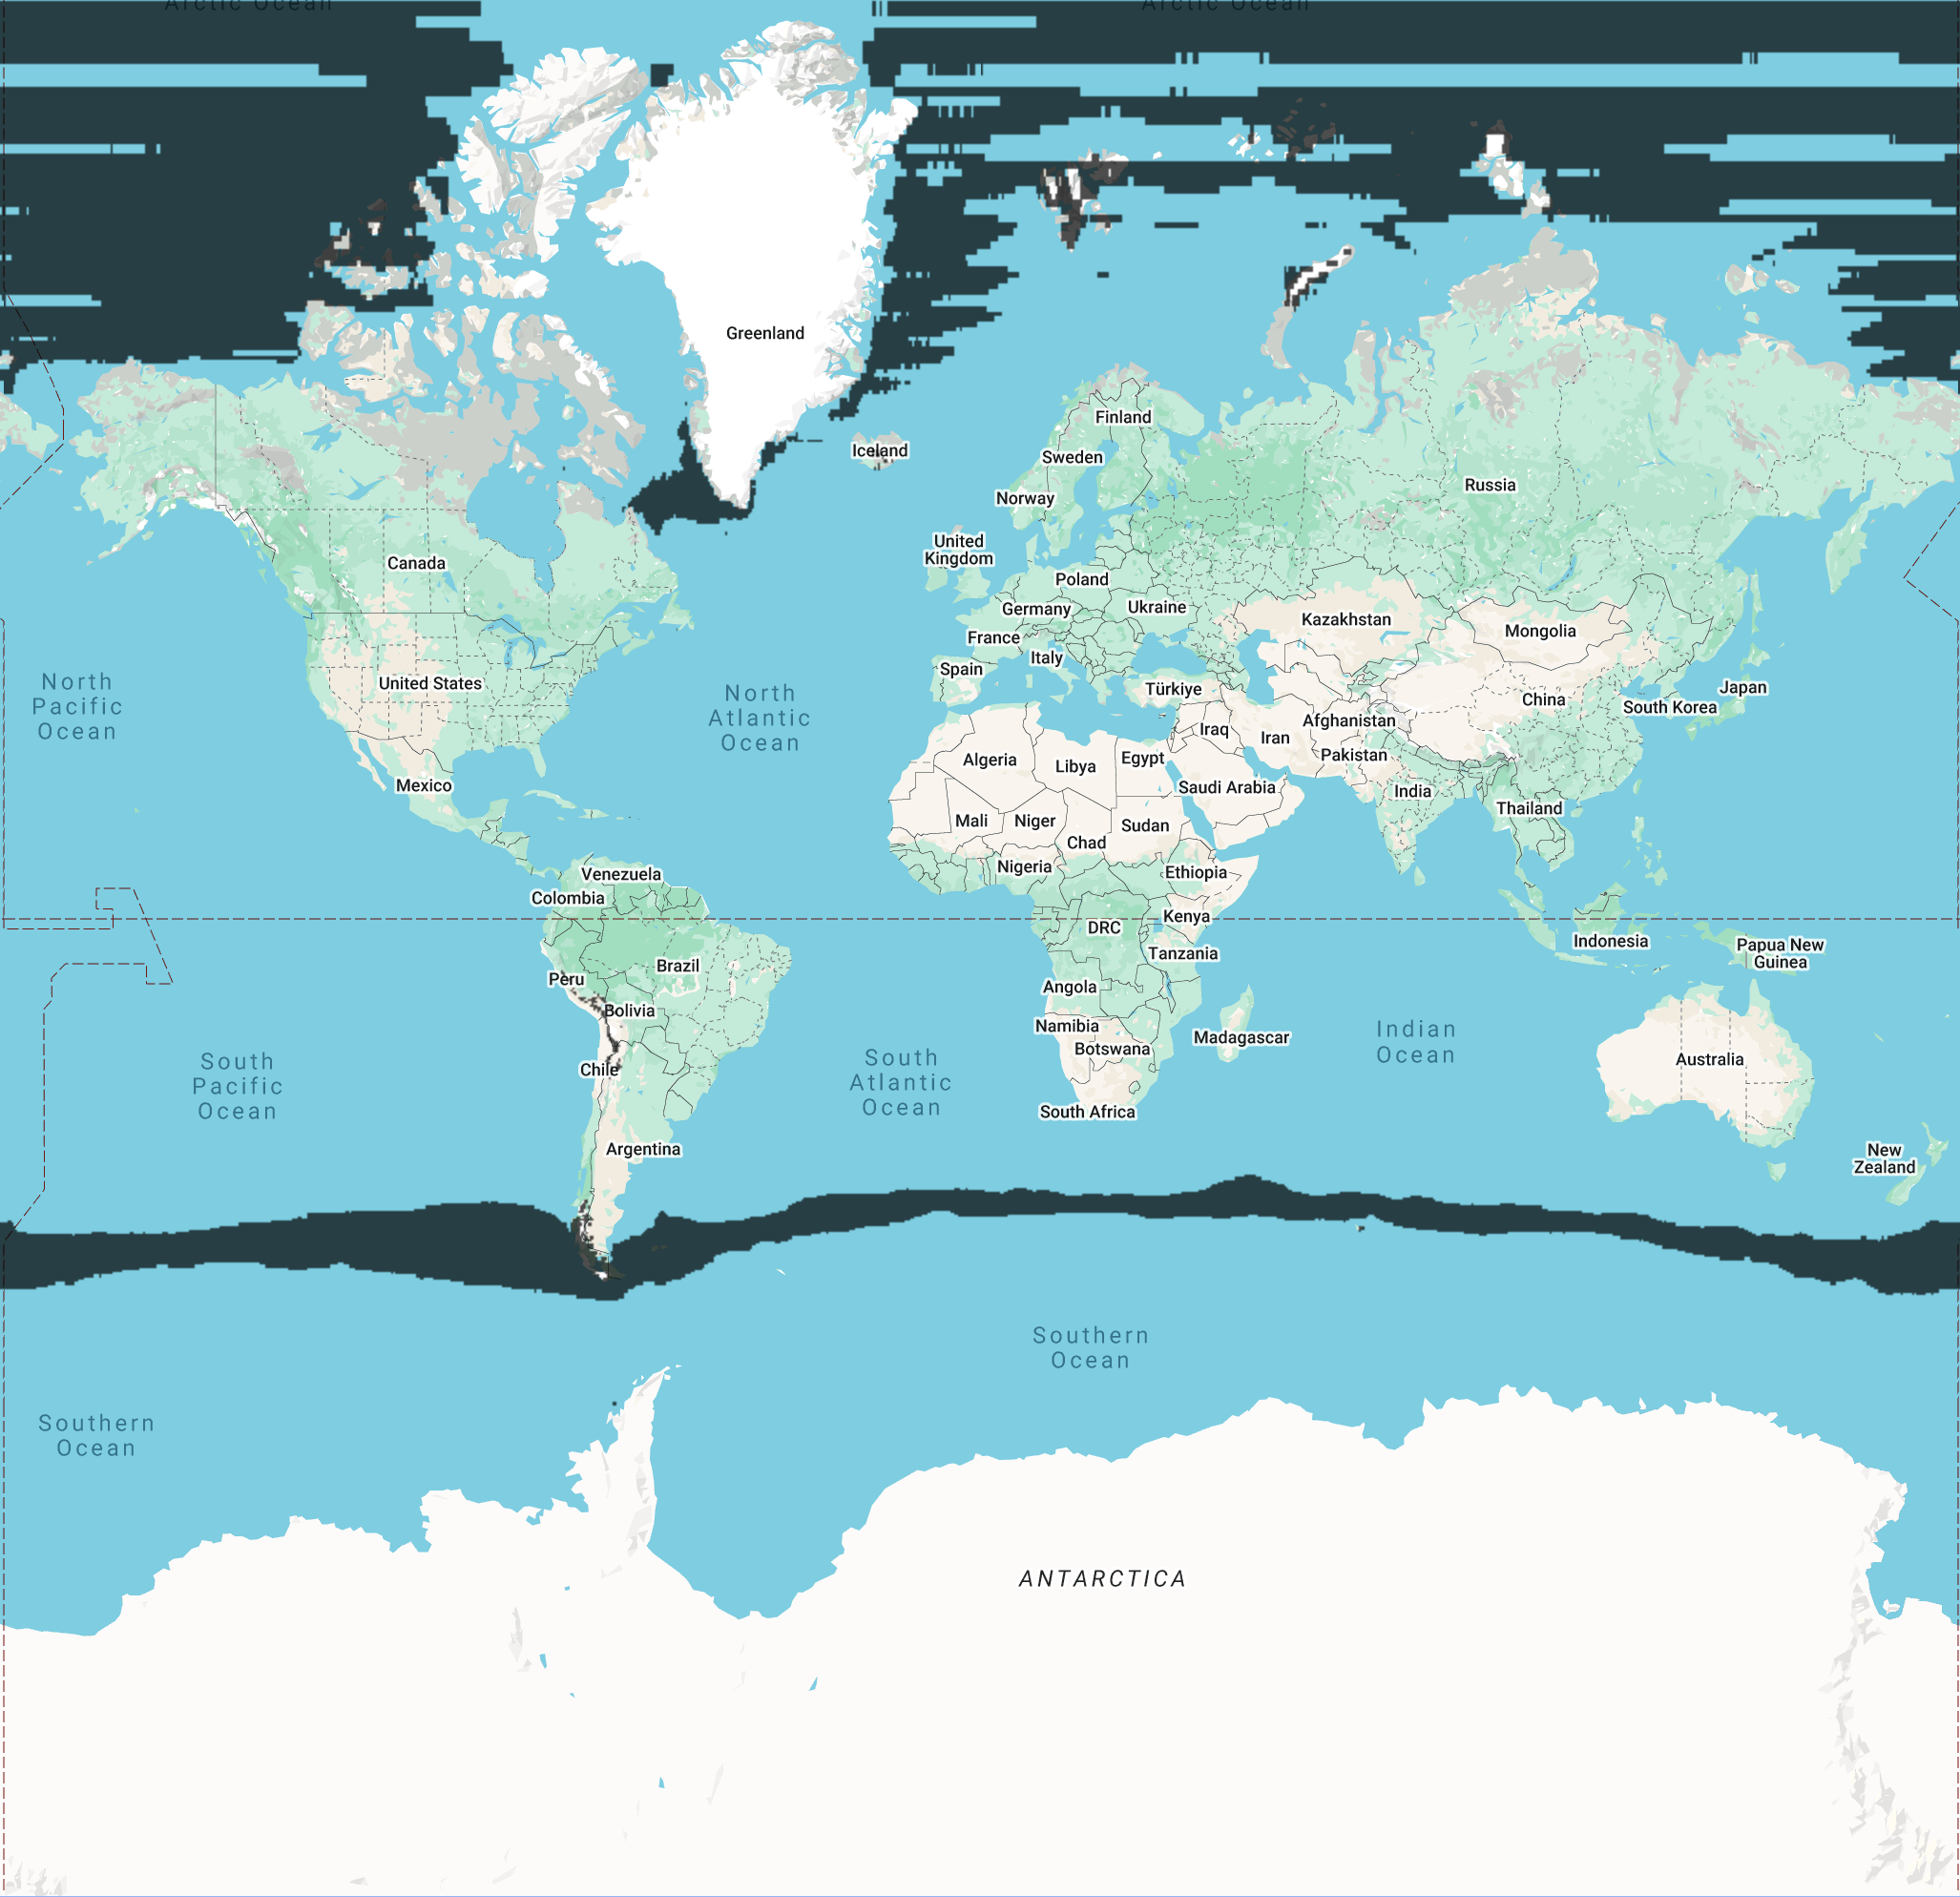 Arctic Ocean
Arctic Ocean
Greenland
Iceland
Finland
Sweden
Norway
Russia
United
Kingdom
Canada
Poland
Germany
Ukraine
France
Kazakhstan
Mongolia
Italy
Spain
United States
Türkiye
China
Japan
South Korea
North
Pacific
Ocean
North
Atlantic
Ocean
Afghanistan
Iraq
Iran
Pakistan
Algeria
Libya
Egypt
Saudi Arabia
India
Mexico
Thailand
Mali
Niger
Sudan
Chad
Nigeria
Ethiopia
Venezuela
Colombia
Kenya
DRC
Indonesia
Papua New
Guinea
Tanzania
Brazil
Peru
Angola
Bolivia
Namibia
Botswana
Madagascar
Indian
Ocean
Australia
South
Pacific
Ocean
Chile
South
Atlantic
Ocean
South Africa
Argentina
New
Zealand
Southern
Ocean
Southern
Ocean
ANTARCTICA